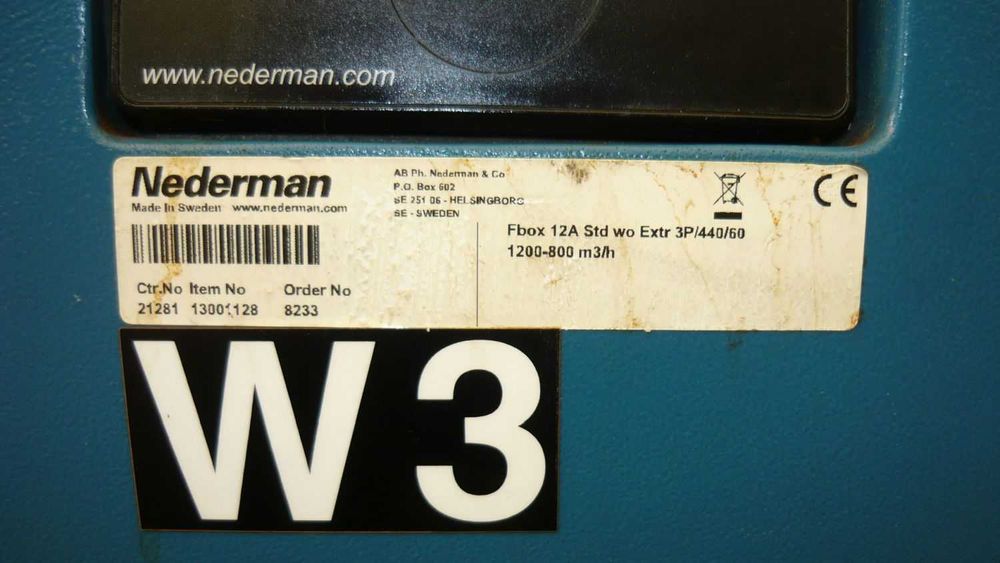 www.nederman.com
Nederman
Made In Sweden www.nederman.com
AB Ph. Nederman & Co
P.O. Box 602
SE 251 06 - HELSINGBORG
SE - SWEDEN
CE
Fbox 12A Std wo Extr 3P/440/60
1200-800 m3/h
Ctr.No Item No Order No
21281 13001128 8233
W3